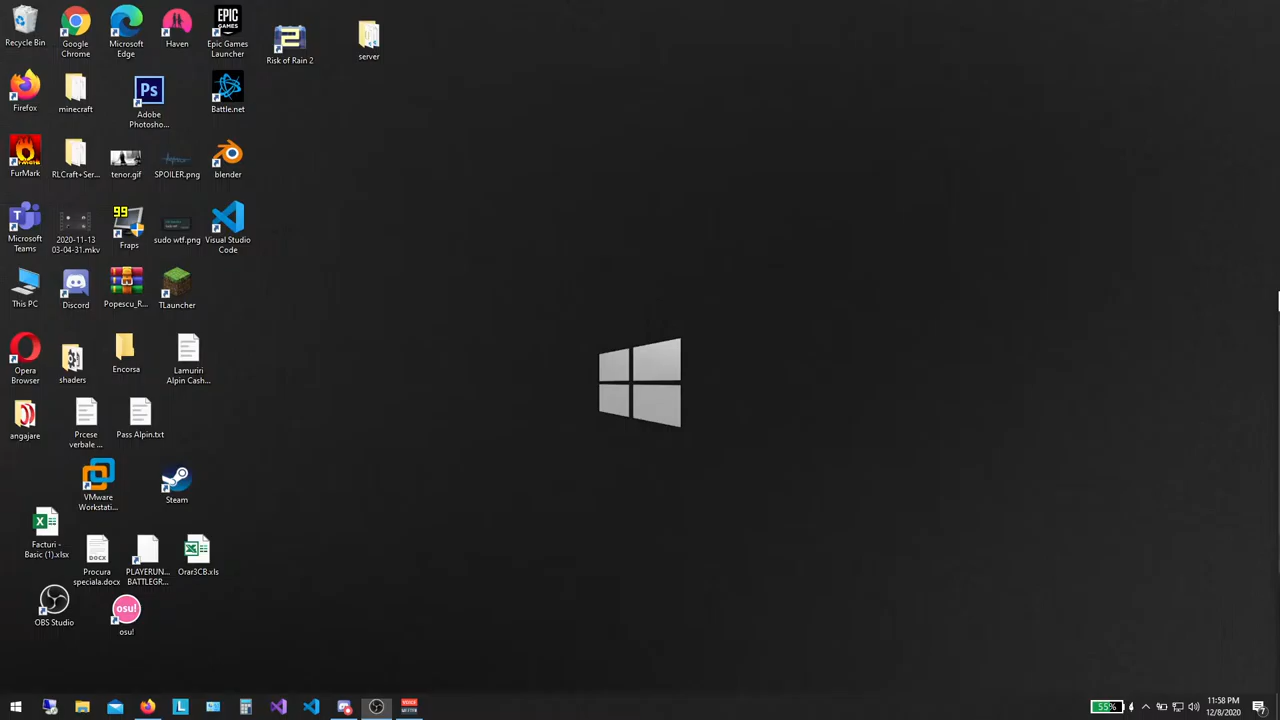 EPIC
GAMES
Recycle Bin
Google
Chrome
Microsoft
Edge
Haven
Epic Games
Launcher
Risk of Rain 2
server
Ps
Firefox
minecraft
Adobe
Photosho...
Battle.net
FurMark
RLCraft+Ser...
tenor.gif
SPOILER.png
blender
99
Microsoft
Teams
2020-11-13
03-04-31.mkv
Fraps
sudo wtf.png
Visual Studio
Code
This PC
Discord
Popescu_R...
TLauncher
Opera
Browser
shaders
Encorsa
Lamuriri
Alpin Cash...
angajare
Prcese
verbale ...
Pass Alpin.txt
VMware
Workstati...
Steam
Facturi -
Basic (1).xlsx
DOCX
Procura
speciala.docx
PLAYERUN...
BATTLEGR...
Orar3CB.xls
OBS Studio
osu!
osu!
L
VOICE
55%
11:58 PM
12/8/2020